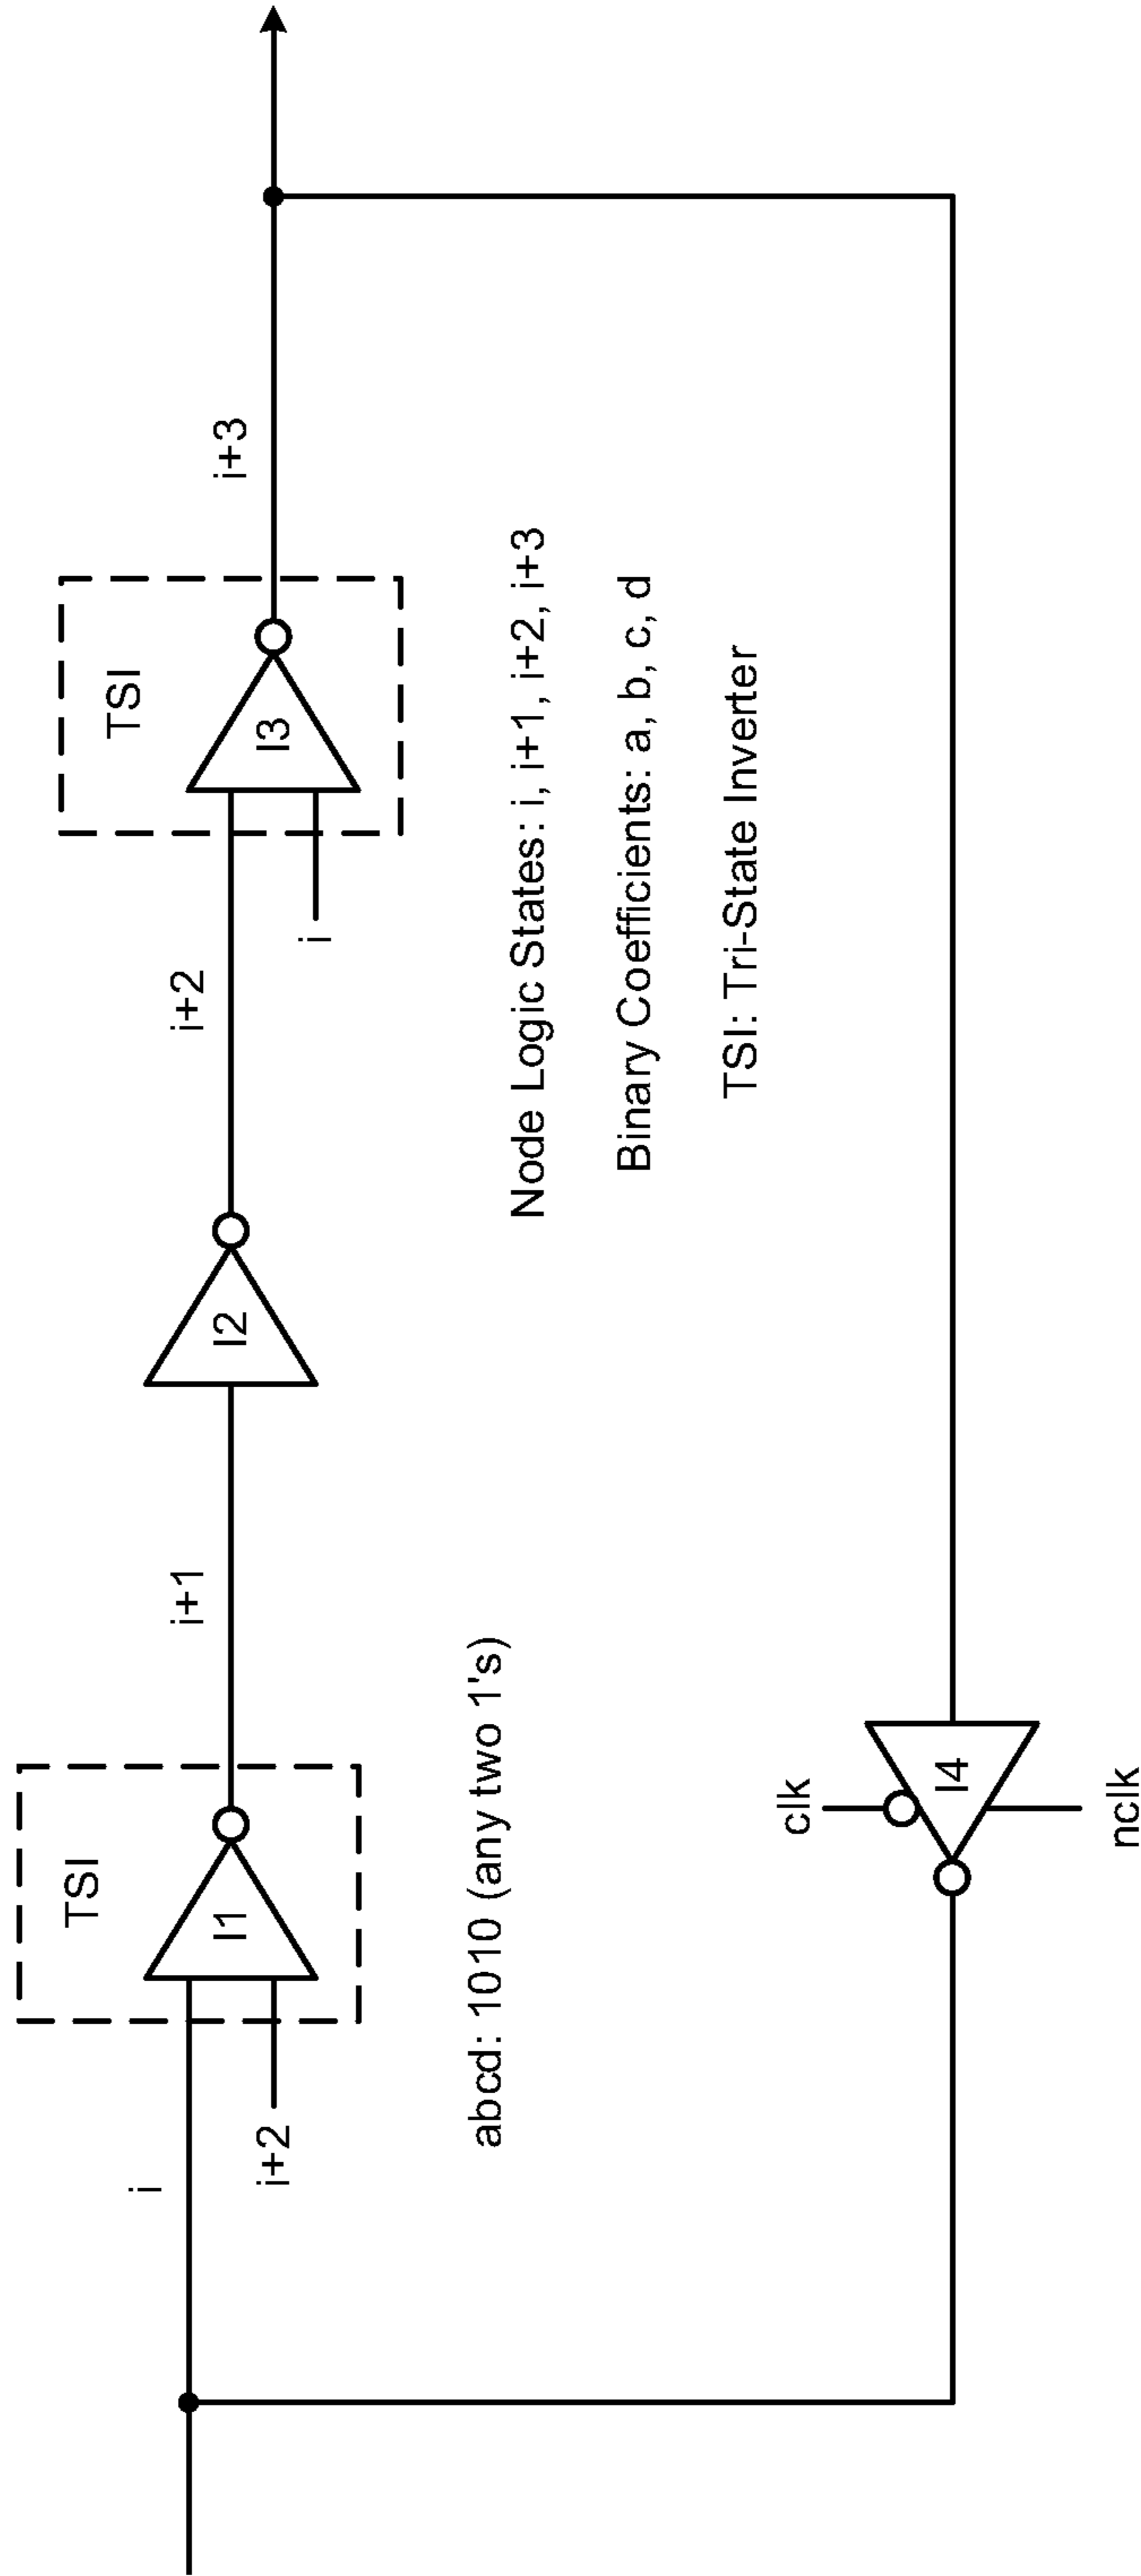 TSI
TSI
i
i+2
I1
i+1
I2
i+2
i
I3
i+3
abcd: 1010 (any two 1's)
Node Logic States: i, i+1, i+2, i+3
Binary Coefficients: a, b, c, d
TSI: Tri-State Inverter
clk
I4
nclk